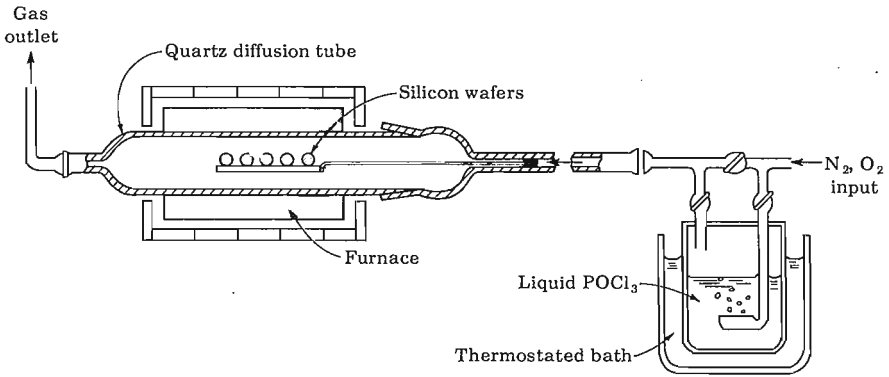 Gas
outlet
Quartz diffusion tube
Silicon wafers
N₂, O₂
input
Furnace
Liquid POCl₃
Thermostated bath